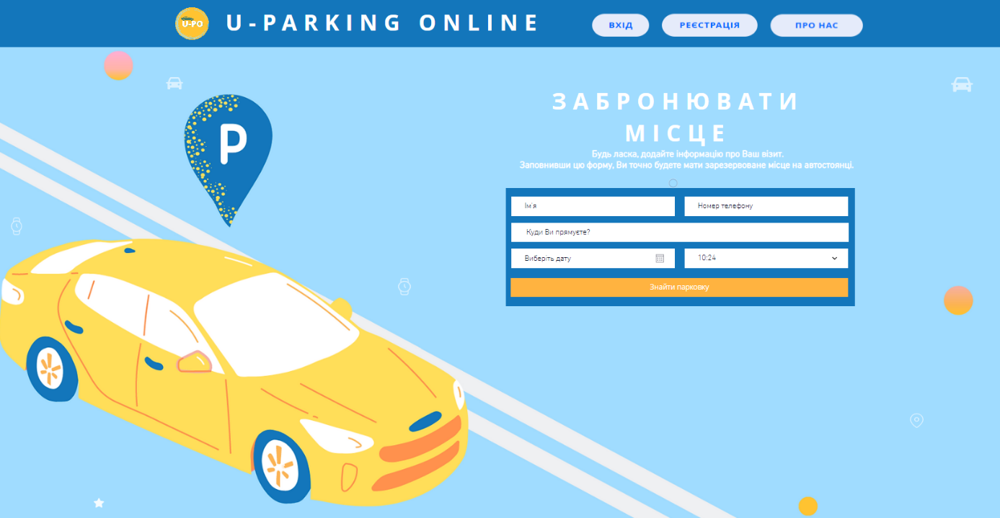 U-PO
U-PARKING ONLINE
ВХІД
РЕЄСТРАЦІЯ
ПРО НАС
P
ЗАБРОНЮВАТИ
МІСЦЕ
Будь ласка, додайте інформацію про Ваш візит.
Заповнивши цю форму, Ви точно будете мати зарезервоване місце на автостоянці.
Ім'я
Номер телефону
Куди Ви прямуєте?
Виберіть дату
10:24
Знайти парковку